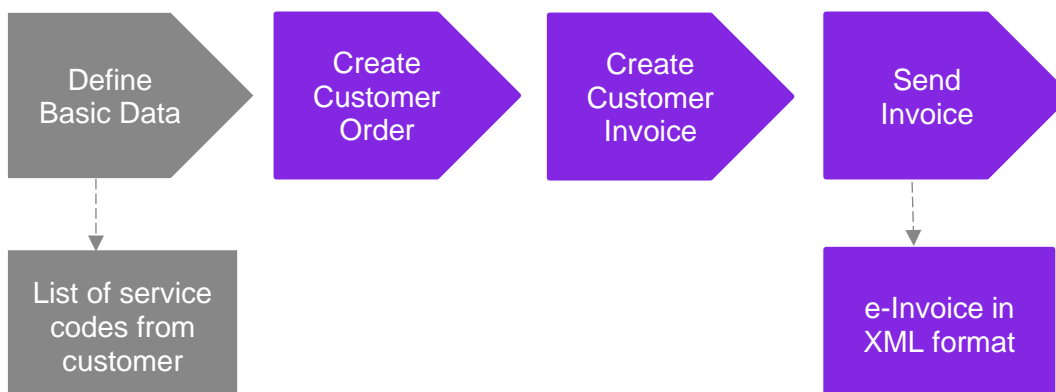 Define
Basic Data
Create
Customer
Order
Create
Customer
Invoice
Send
Invoice
List of service
codes from
customer
e-Invoice in
XML format